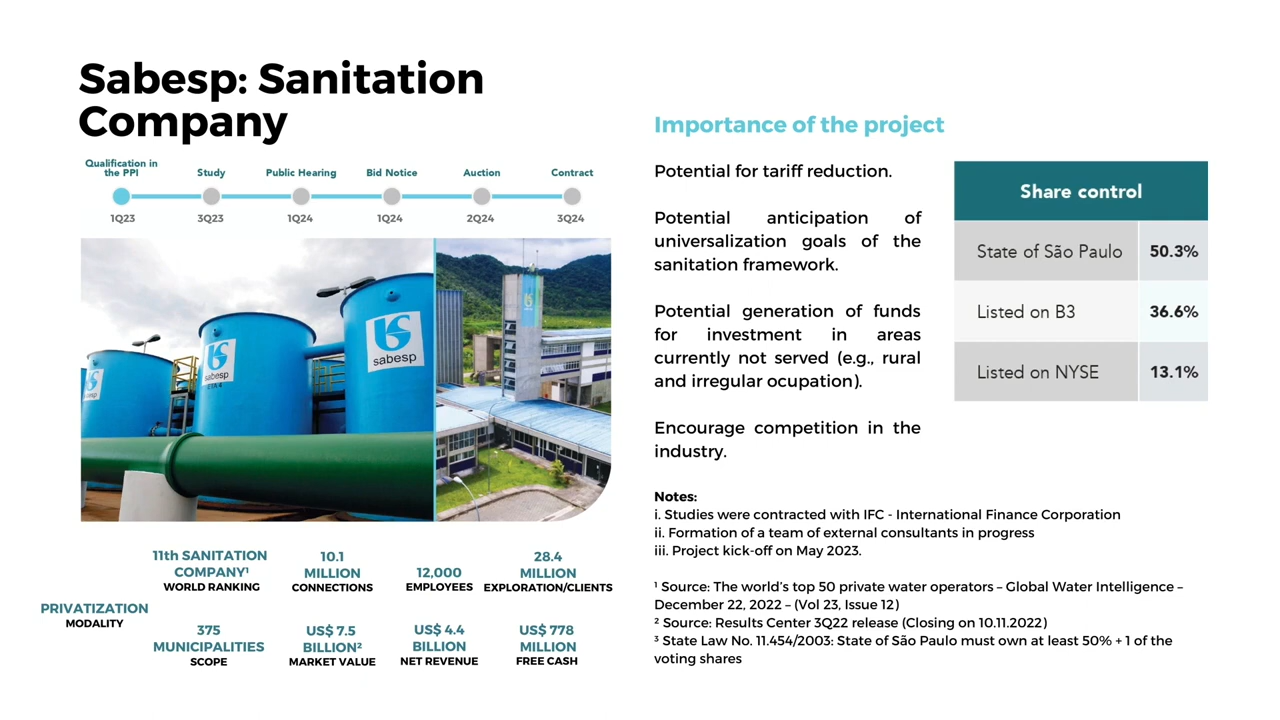 Sabesp: Sanitation
Company
Qualification in
the PPI
Study
Public Hearing
Bid Notice
Auction
Contract
1Q23
3Q23
1Q24
1Q24
2Q24
3Q24
sabesp
sabesp
ETA 4
sabesp
11th SANITATION
COMPANY¹
WORLD RANKING
10.1
MILLION
CONNECTIONS
12,000
EMPLOYEES
28.4
MILLION
EXPLORATION/CLIENTS
PRIVATIZATION
MODALITY
375
MUNICIPALITIES
SCOPE
US$ 7.5
BILLION²
MARKET VALUE
US$ 4.4
BILLION
NET REVENUE
US$ 778
MILLION
FREE CASH
Importance of the project
Potential for tariff reduction.
Potential anticipation of
universalization goals of the
sanitation framework.
Potential generation of funds
for investment in areas
currently not served (e.g., rural
and irregular ocupation).
Encourage competition in the
industry.
Share control
State of São Paulo 50.3%
Listed on B3 36.6%
Listed on NYSE 13.1%
Notes:
i. Studies were contracted with IFC - International Finance Corporation
ii. Formation of a team of external consultants in progress
iii. Project kick-off on May 2023.
¹ Source: The world's top 50 private water operators – Global Water Intelligence –
December 22, 2022 – (Vol 23, Issue 12)
² Source: Results Center 3Q22 release (Closing on 10.11.2022)
³ State Law No. 11.454/2003: State of São Paulo must own at least 50% + 1 of the
voting shares